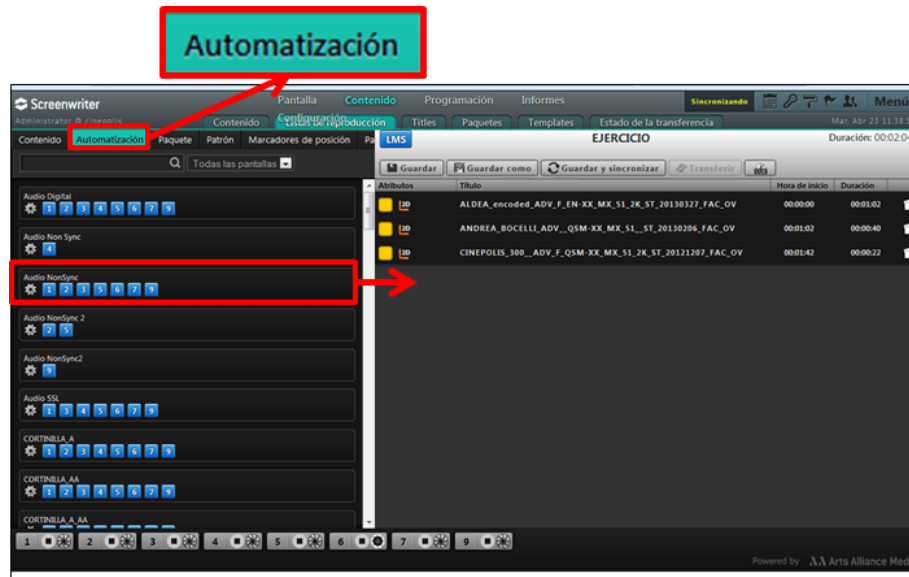 Automatización
Screenwriter
Pantalla Contenido Programación Informes Sincronizando Menú
Administrator @ cinepolis
Configuración
Contenido Listas de reproducción Titles Paquetes Templates Estado de la transferencia Mar. Abr 23 11:38:1
Contenido Automatización Paquete Patrón Marcadores de posición Pa LMS EJERCICIO Duración: 00:02:04
Todas las pantallas
Guardar Guardar como Guardar y sincronizar Transferir
Atributos Título Hora de inicio Duración
Audio Digital
1 2 3 4 5 6 7 9
2D ALDEA_encoded_ADV_F_EN-XX_MX_51_2K_ST_20130327_FAC_OV 00:00:00 00:01:02
Audio Non Sync
4
2D ANDREA_BOCELLI_ADV__QSM-XX_MX_51__ST_20130206_FAC_OV 00:01:02 00:00:40
2D CINEPOLIS_300__ADV_F_QSM-XX_MX_51_2K_ST_20121207_FAC_OV 00:01:42 00:00:22
Audio NonSync
1 2 3 5 6 7 9
Audio NonSync 2
2 5
Audio NonSync2
9
Audio SSL
1 3 4 5 6 7 9
CORTINILLA_A
1 2 3 4 5 6 7 9
CORTINILLA_AA
1 2 3 4 5 6 7 9
CORTINILLA_A_AA
1 2 3 4 5 6 7 9
Powered by Arts Alliance Med